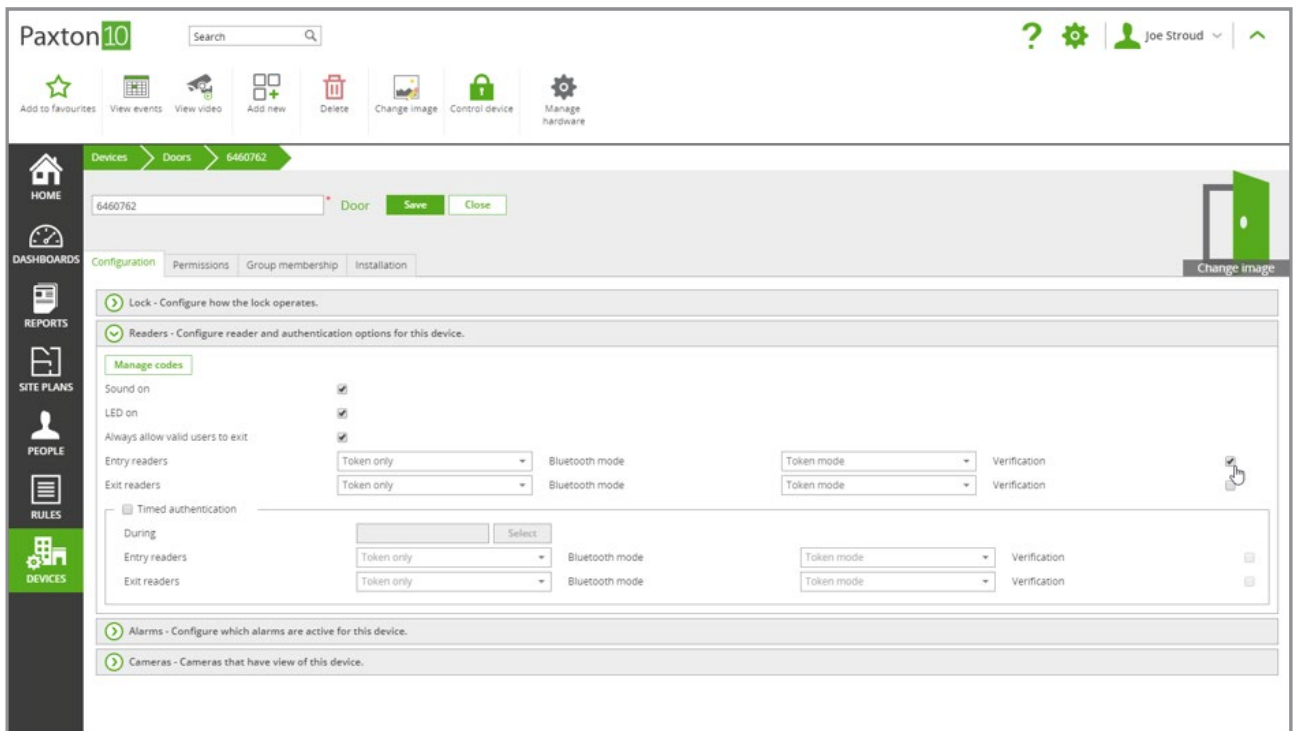 Paxton10
Search
?
Joe Stroud
Add to favourites
View events
View video
Add new
Delete
Change image
Control device
Manage
hardware
HOME
DASHBOARDS
REPORTS
SITE PLANS
PEOPLE
RULES
DEVICES
Devices Doors 6460762
6460762 * Door Save Close
Change image
Configuration Permissions Group membership Installation
Lock - Configure how the lock operates.
Readers - Configure reader and authentication options for this device.
Manage codes
Sound on
LED on
Always allow valid users to exit
Entry readers Token only Bluetooth mode Token mode Verification
Exit readers Token only Bluetooth mode Token mode Verification
Timed authentication
During Select
Entry readers Token only Bluetooth mode Token mode Verification
Exit readers Token only Bluetooth mode Token mode Verification
Alarms - Configure which alarms are active for this device.
Cameras - Cameras that have view of this device.